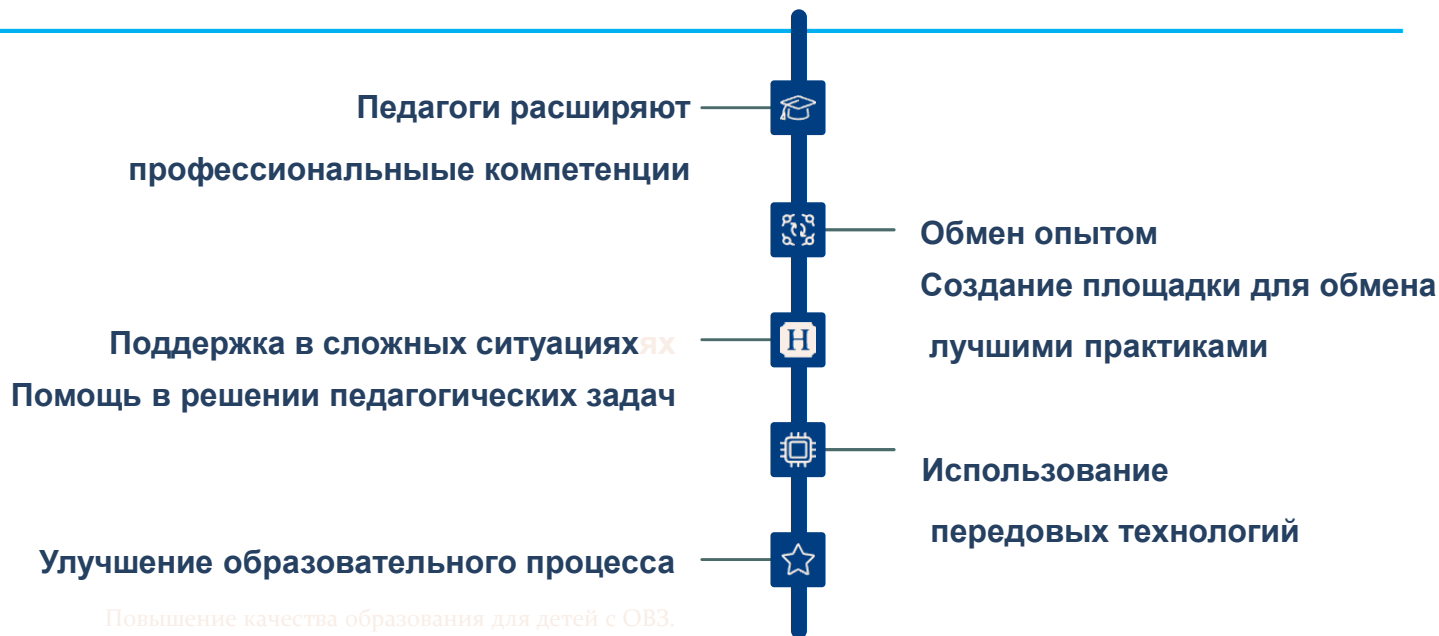 Педагоги расширяют
профессиональныые компетенции
Обмен опытом
Создание площадки для обмена
лучшими практиками
H
Поддержка в сложных ситуацияхях
Помощь в решении педагогических задач
Использование
передовых технологий
Улучшение образовательного процесса
Повышение качества образования для детей с ОВЗ.